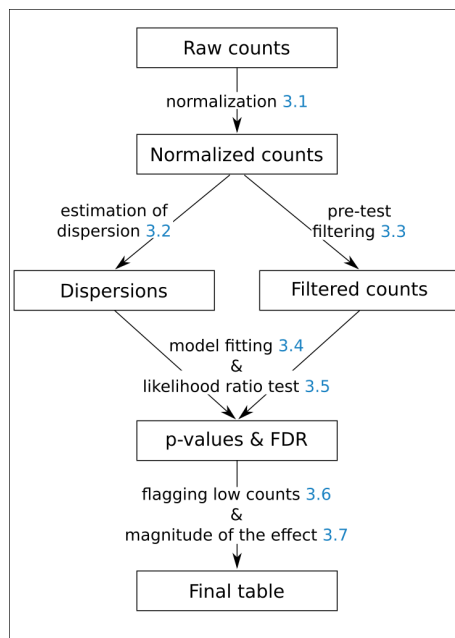 Raw counts
normalization 3.1
Normalized counts
estimation of
dispersion 3.2
pre-test
filtering 3.3
Dispersions
Filtered counts
model fitting 3.4
&
likelihood ratio test 3.5
p-values & FDR
flagging low counts 3.6
&
magnitude of the effect 3.7
Final table